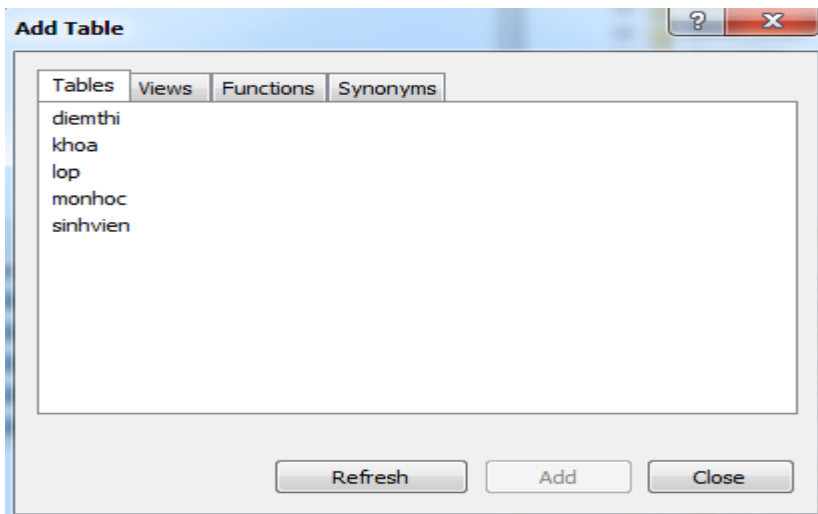 Add Table
Tables Views Functions Synonyms
diemthi
khoa
lop
monhoc
sinhvien
Refresh Add Close